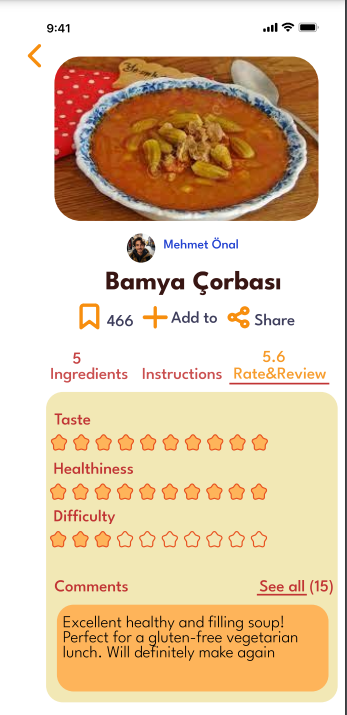 9:41
Mehmet Önal
Bamya Çorbası
466 Add to Share
5 5.6
Ingredients Instructions Rate&Review
Taste
Healthiness
Difficulty
Comments See all (15)
Excellent healthy and filling soup!
Perfect for a gluten-free vegetarian
lunch. Will definitely make again